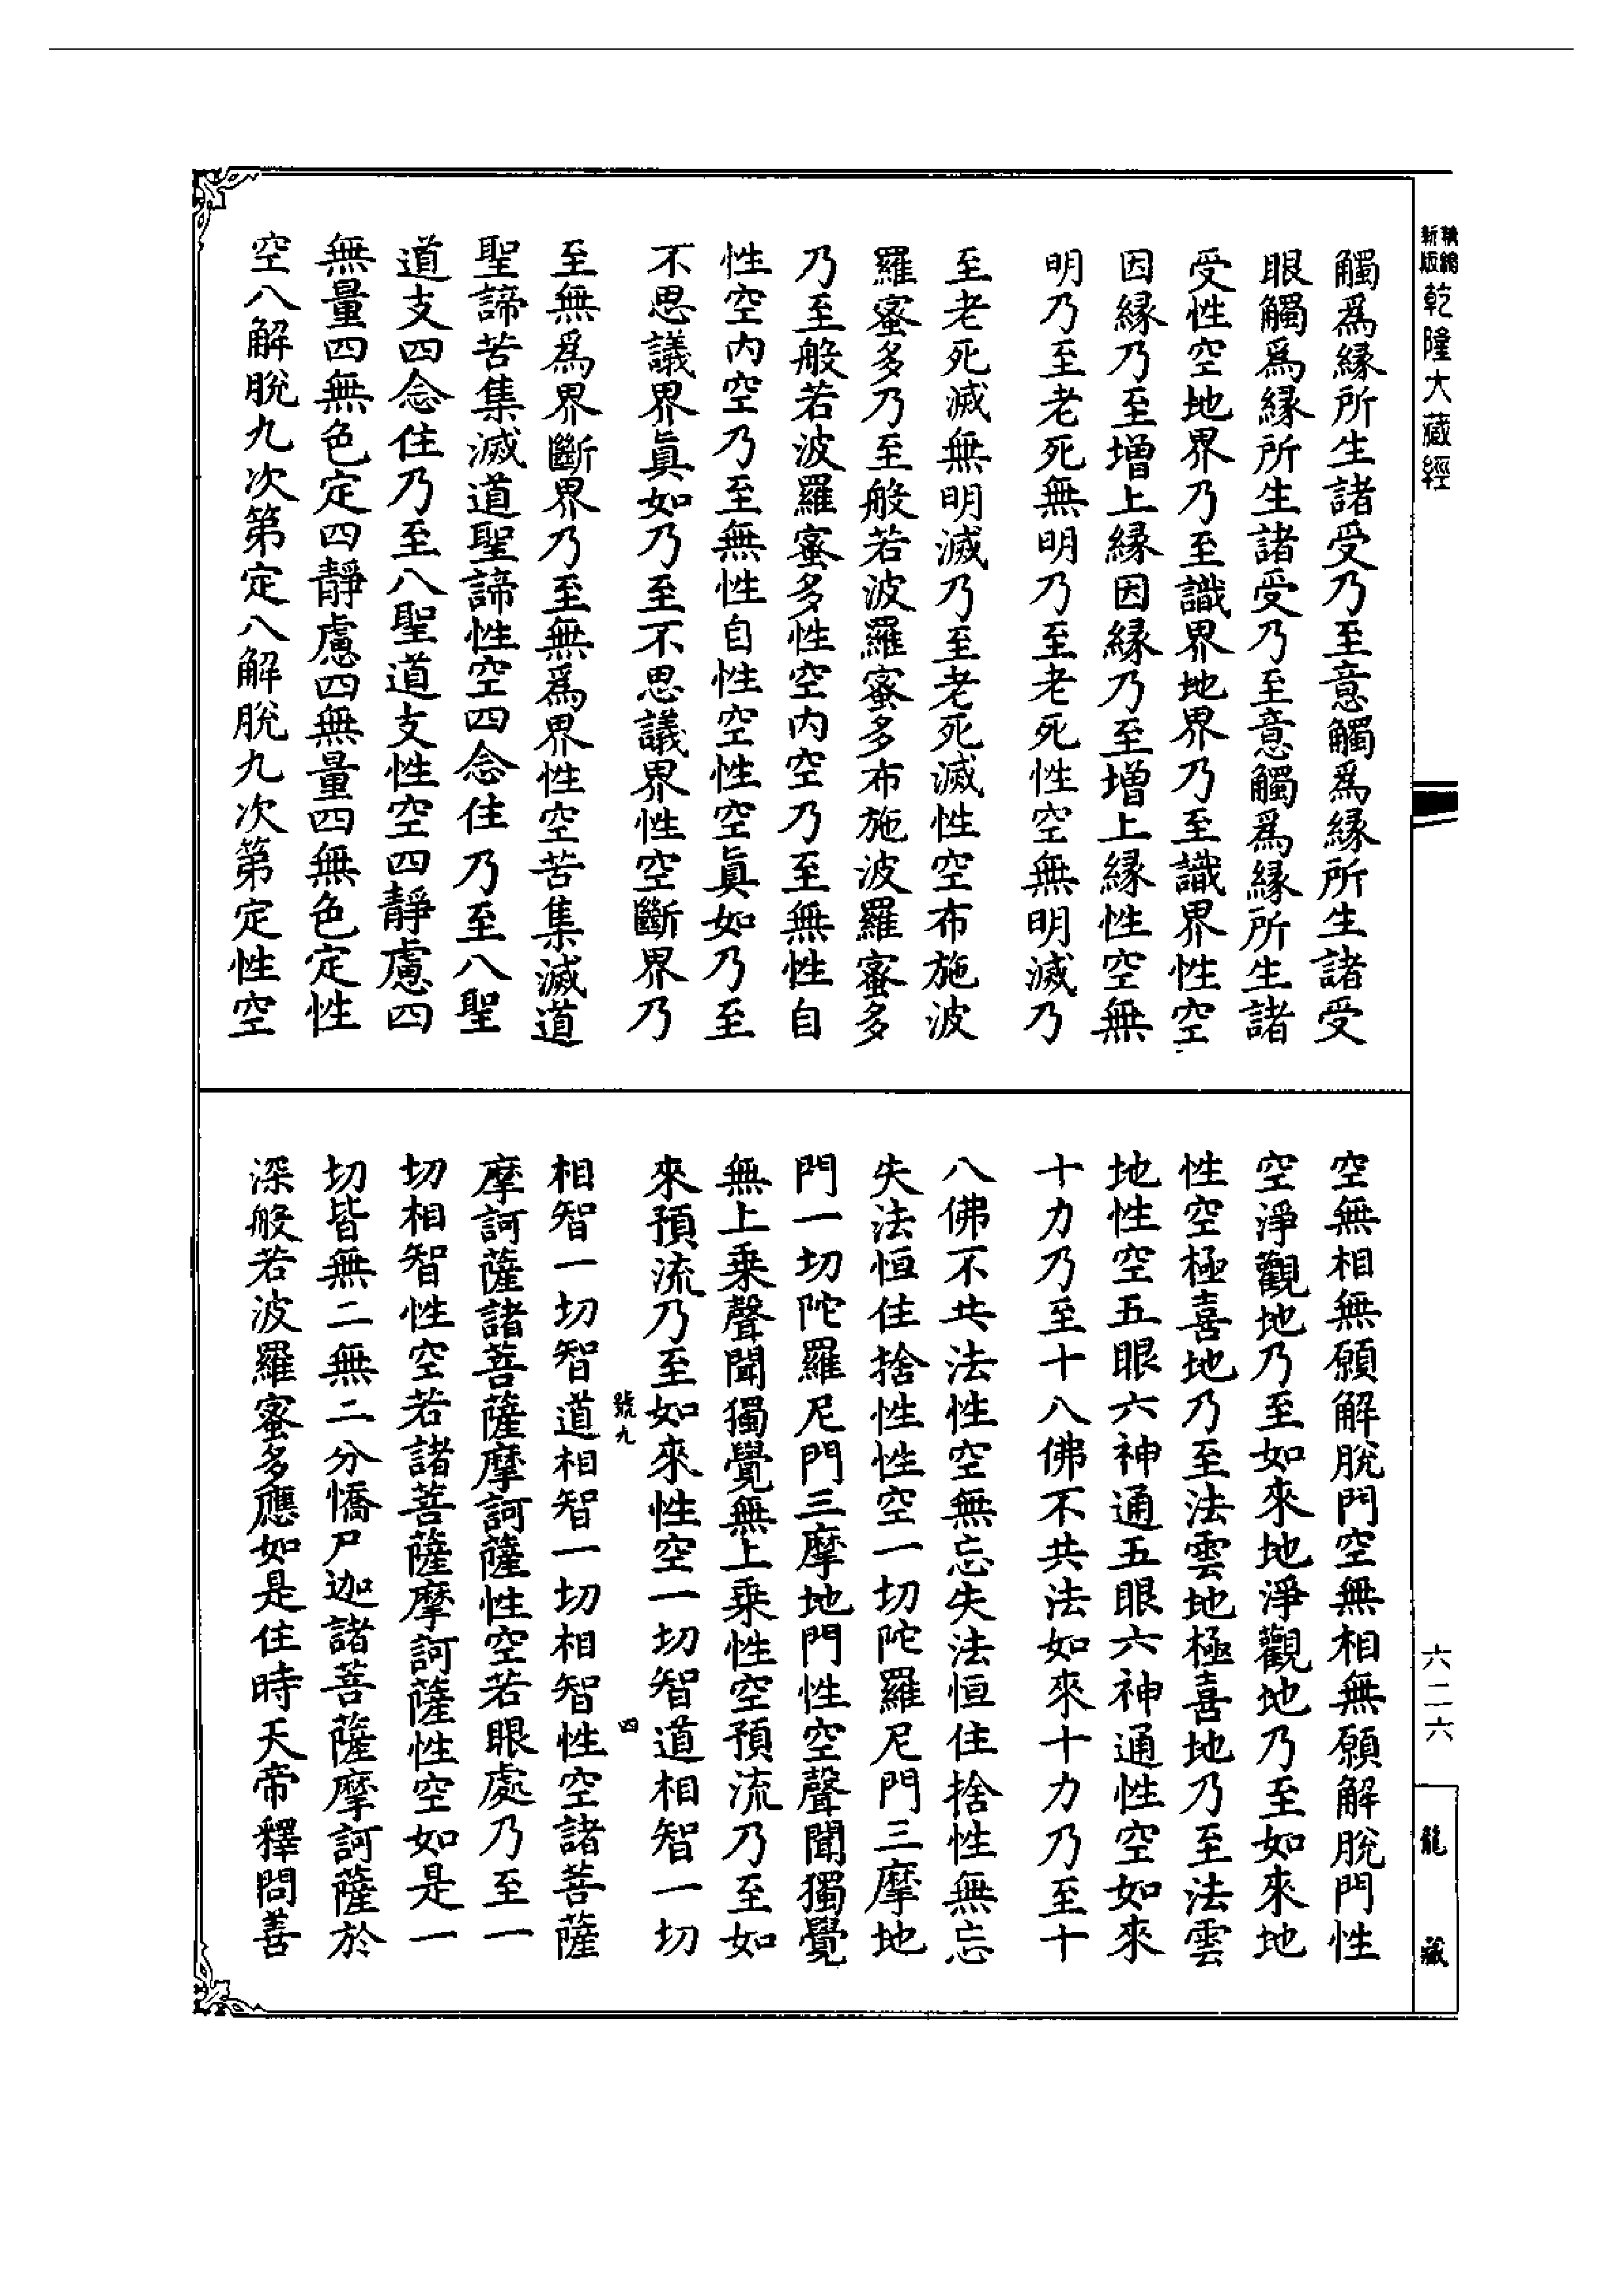 精縮
新版
乾隆大藏經
六二六
龍藏
觸爲縁所生諸受乃至意觸爲縁所生諸受
眼觸爲縁所生諸受乃至意觸爲縁所生諸
受性空地界乃至識界地界乃至識界性空
因縁乃至增上縁因縁乃至增上縁性空無
明乃至老死無明乃至老死性空無明滅乃
至老死滅無明滅乃至老死滅性空布施波
羅蜜多乃至般若波羅蜜多布施波羅蜜多
乃至般若波羅蜜多性空內空乃至無性自
性空內空乃至無性自性空性空眞如乃至
不思議界眞如乃至不思議界性空斷界乃
至無爲界斷界乃至無爲界性空苦集滅道
聖諦苦集滅道聖諦性空四念住乃至八聖
道支四念住乃至八聖道支性空四靜慮四
無量四無色定四靜慮四無量四無色定性
空八解脫九次第定八解脫九次第定性空
空無相無願解脫門空無相無願解脫門性
空淨觀地乃至如來地淨觀地乃至如來地
性空極喜地乃至法雲地極喜地乃至法雲
地性空五眼六神通五眼六神通性空如來
十力乃至十八佛不共法如來十力乃至十
八佛不共法性空無忘失法恒住捨性無忘
失法恒住捨性性空一切陀羅尼門三摩地
門一切陀羅尼門三摩地門性空聲聞獨覺
無上乗聲聞獨覺無上乗性空預流乃至如
來預流乃至如來性空一切智道相智一切
號九
四
相智一切智道相智一切相智性空諸菩薩
摩訶薩諸菩薩摩訶薩性空若眼處乃至一
切相智性空若諸菩薩摩訶薩性空如是一
切皆無二無二分憍尸迦諸菩薩摩訶薩於
深般若波羅蜜多應如是住時天帝釋問善